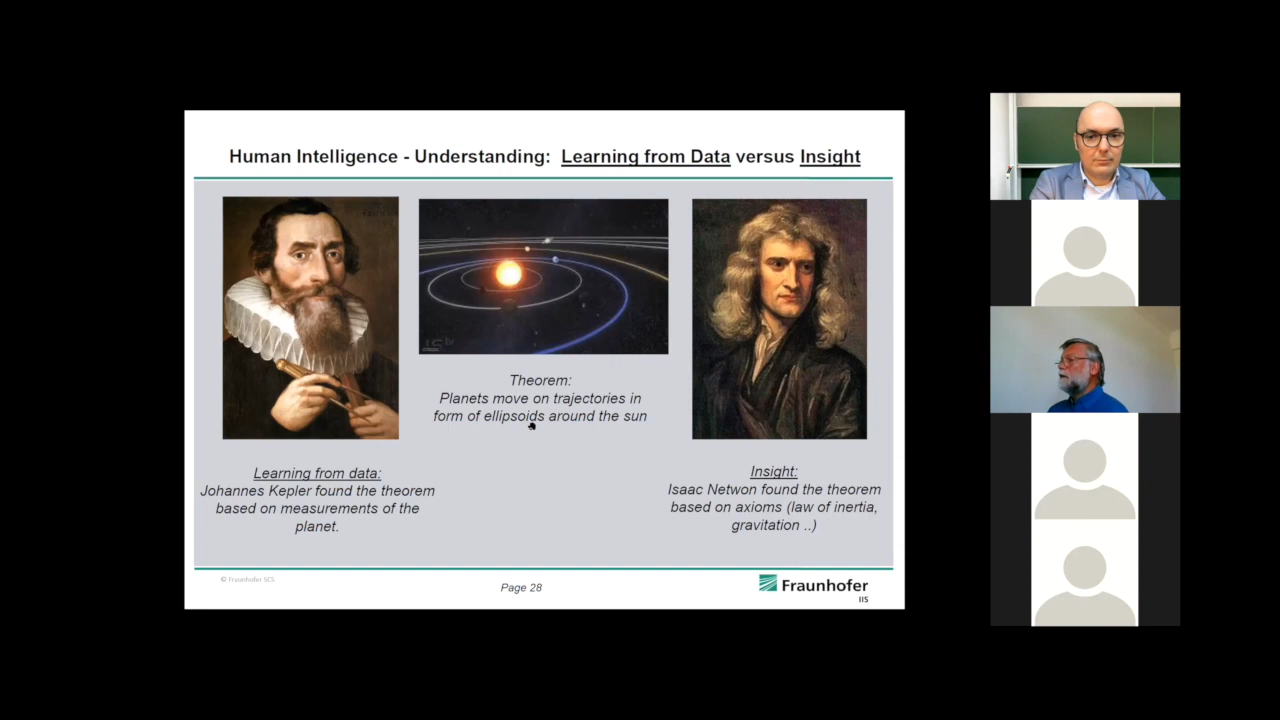 Human Intelligence - Understanding: Learning from Data versus Insight
Theorem:
Planets move on trajectories in
form of ellipsoids around the sun
Learning from data:
Johannes Kepler found the theorem
based on measurements of the
planet.
Insight:
Isaac Netwon found the theorem
based on axioms (law of inertia,
gravitation ..)
© Fraunhofer SCS
Page 28
Fraunhofer
IIS